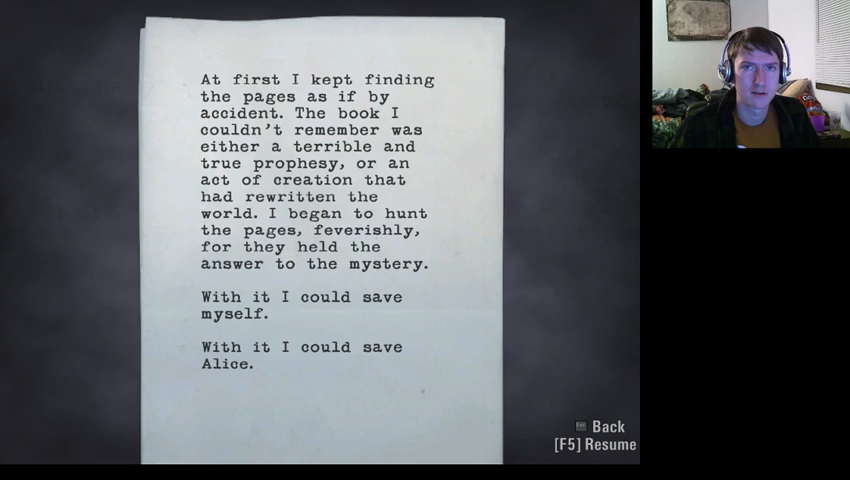 At first I kept finding
the pages as if by
accident. The book I
couldn't remember was
either a terrible and
true prophesy, or an
act of creation that
had rewritten the
world. I began to hunt
the pages, feverishly,
for they held the
answer to the mystery.
With it I could save
myself.
With it I could save
Alice.
Back
[F5] Resume